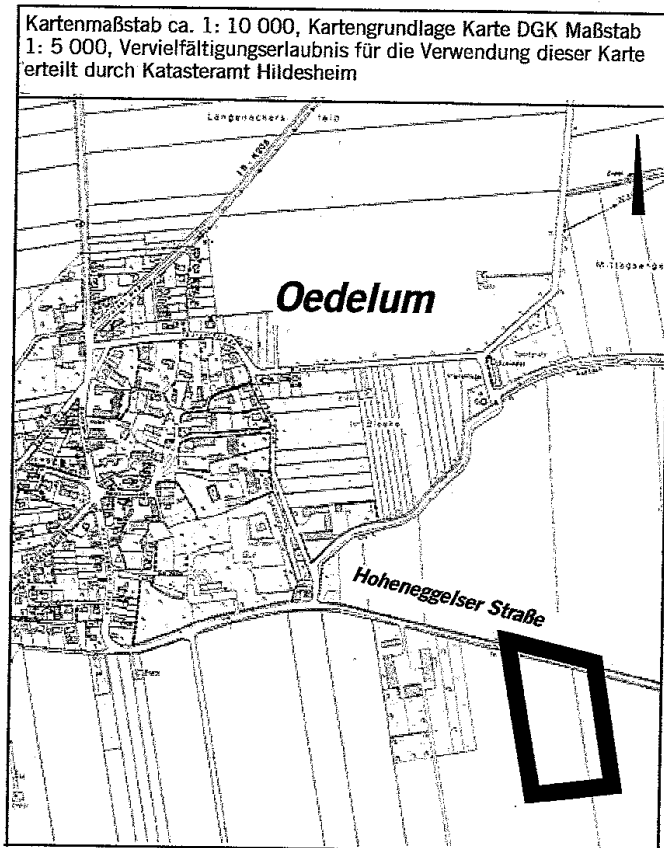 Kartenmaßstab ca. 1: 10 000, Kartengrundlage Karte DGK Maßstab
1: 5 000, Vervielfältigungserlaubnis für die Verwendung dieser Karte
erteilt durch Katasteramt Hildesheim
Oedelum
Hoheneggelser Straße